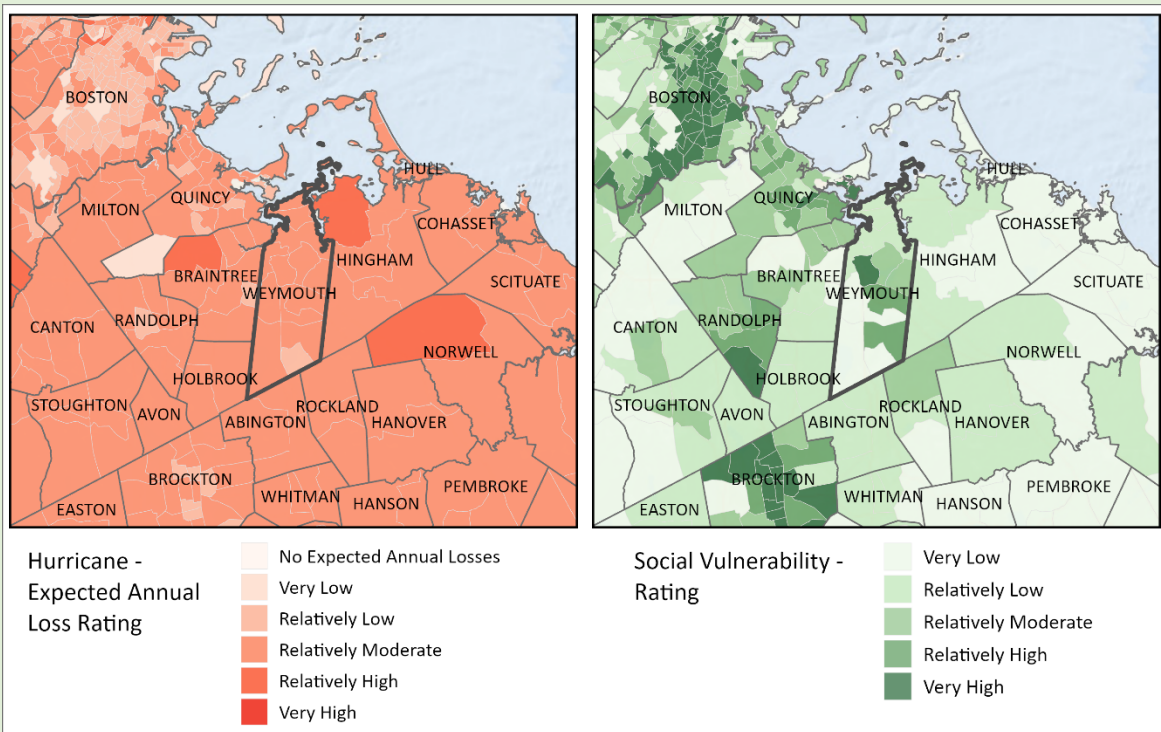 BOSTON
HULL
MILTON
QUINCY
COHASSET
BRAINTREE
HINGHAM
SCITUATE
WEYMOUTH
CANTON
RANDOLPH
NORWELL
HOLBROOK
STOUGHTON
AVON
ROCKLAND
ABINGTON
HANOVER
BROCKTON
WHITMAN
PEMBROKE
HANSON
EASTON
Hurricane -
Expected Annual
Loss Rating
No Expected Annual Losses
Very Low
Relatively Low
Relatively Moderate
Relatively High
Very High
BOSTON
HULL
MILTON
QUINCY
COHASSET
BRAINTREE
HINGHAM
SCITUATE
WEYMOUTH
CANTON
RANDOLPH
NORWELL
HOLBROOK
STOUGHTON
AVON
ROCKLAND
ABINGTON
HANOVER
BROCKTON
WHITMAN
PEMBROKE
HANSON
EASTON
Social Vulnerability -
Rating
Very Low
Relatively Low
Relatively Moderate
Relatively High
Very High